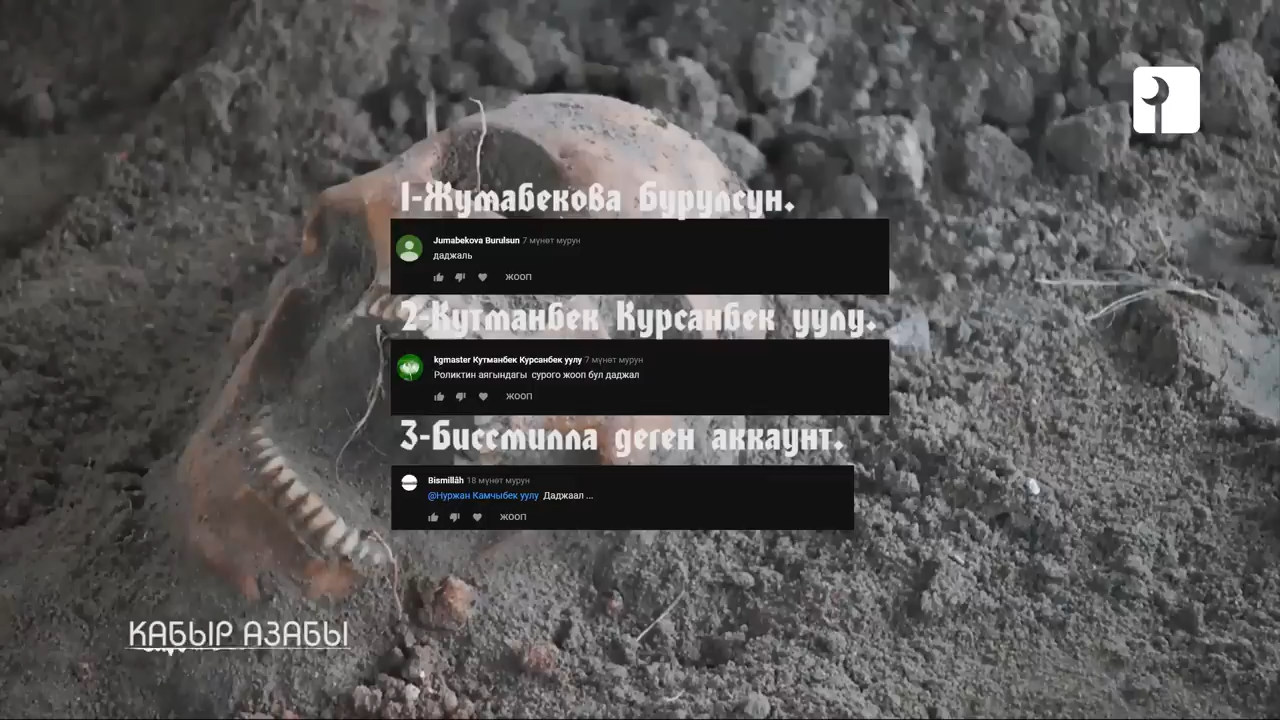 1-Жумабекова Бурулсун.
Jumabekova Burulsun 7 мүнөт мурун
даджаль
ЖООП
2-Кутманбек Курсанбек уулу.
kgmaster Кутманбек Курсанбек уулу 7 мүнөт мурун
Роликтин аягындагы сурого жооп бул даджал
ЖООП
3-Биссмилла деген аккаунт.
Bismillâh 18 мүнөт мурун
@Нуржан Камчыбек уулу Даджаал ...
ЖООП
КАБЫР АЗАБЫ